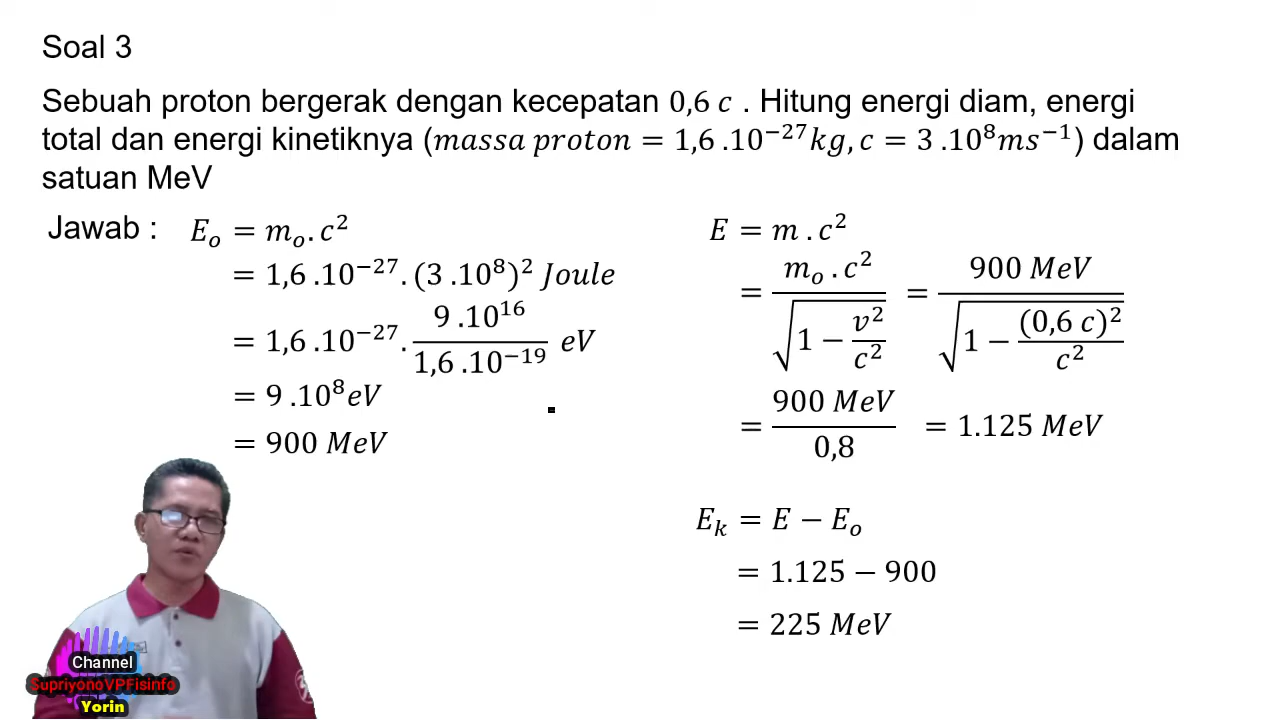 Soal 3
Sebuah proton bergerak dengan kecepatan 0,6 c . Hitung energi diam, energi
total dan energi kinetiknya (massa proton = 1,6 .10⁻²⁷kg, c = 3 .10⁸ms⁻¹) dalam
satuan MeV
Jawab : Eₒ = mₒ. c²
= 1,6 .10⁻²⁷. (3 .10⁸)² Joule
= 1,6 .10⁻²⁷. 9 .10¹⁶ / 1,6 .10⁻¹⁹ eV
= 9 .10⁸eV
= 900 MeV
E = m . c²
= mₒ . c² / √(1 − v²/c²) = 900 MeV / √(1 − (0,6 c)²/c²)
= 900 MeV / 0,8 = 1.125 MeV
Eₖ = E − Eₒ
= 1.125 − 900
= 225 MeV
Channel
SupriyonoVPFisinfo
Yorin